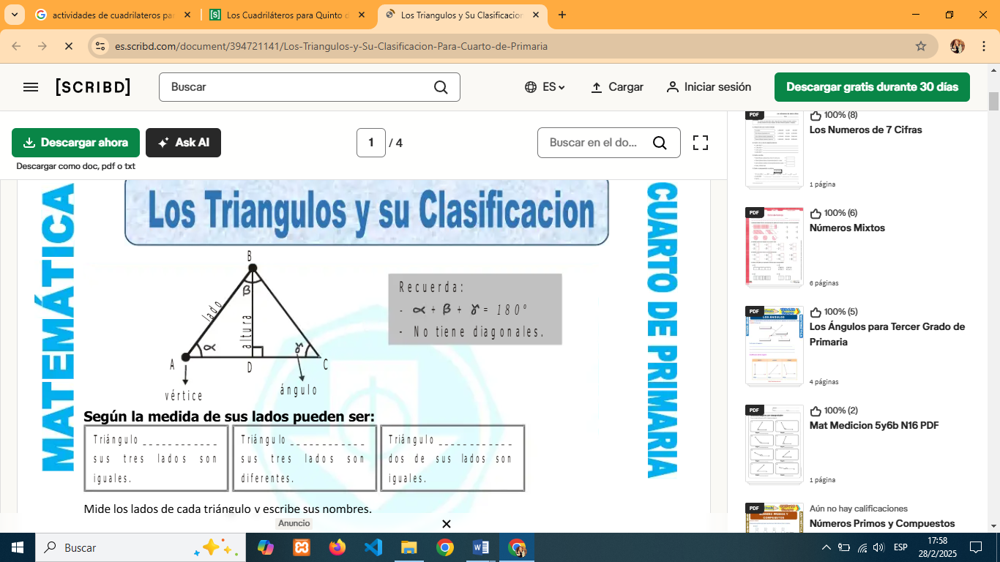 actividades de cuadrilateros pa
Los Cuadriláteros para Quinto d
Los Triangulos y Su Clasificacion
es.scribd.com/document/394721141/Los-Triangulos-y-Su-Clasificacion-Para-Cuarto-de-Primaria
[SCRIBD]
Buscar
ES
Cargar
Iniciar sesión
Descargar gratis durante 30 días
Descargar ahora
Ask AI
1 / 4
Buscar en el do...
Descargar como doc, pdf o txt
MATEMÁTICA
Los Triangulos y su Clasificacion
CUARTO DE PRIMARIA
B
β
lado
altura
α
γ
A
D
C
vértice
ángulo
Recuerda:
- α + β + γ = 180º
- No tiene diagonales.
Según la medida de sus lados pueden ser:
Triángulo ___________
sus tres lados son
iguales.
Triángulo ___________
sus tres lados son
diferentes.
Triángulo ___________
dos de sus lados son
iguales.
Mide los lados de cada triángulo y escribe sus nombres.
Anuncio
PDF
100% (8)
Los Numeros de 7 Cifras
1 página
PDF
100% (6)
Números Mixtos
6 páginas
PDF
100% (5)
Los Ángulos para Tercer Grado de
Primaria
4 páginas
PDF
100% (2)
Mat Medicion 5y6b N16 PDF
1 página
PDF
Aún no hay calificaciones
Números Primos y Compuestos
Buscar
ESP
17:58
28/2/2025